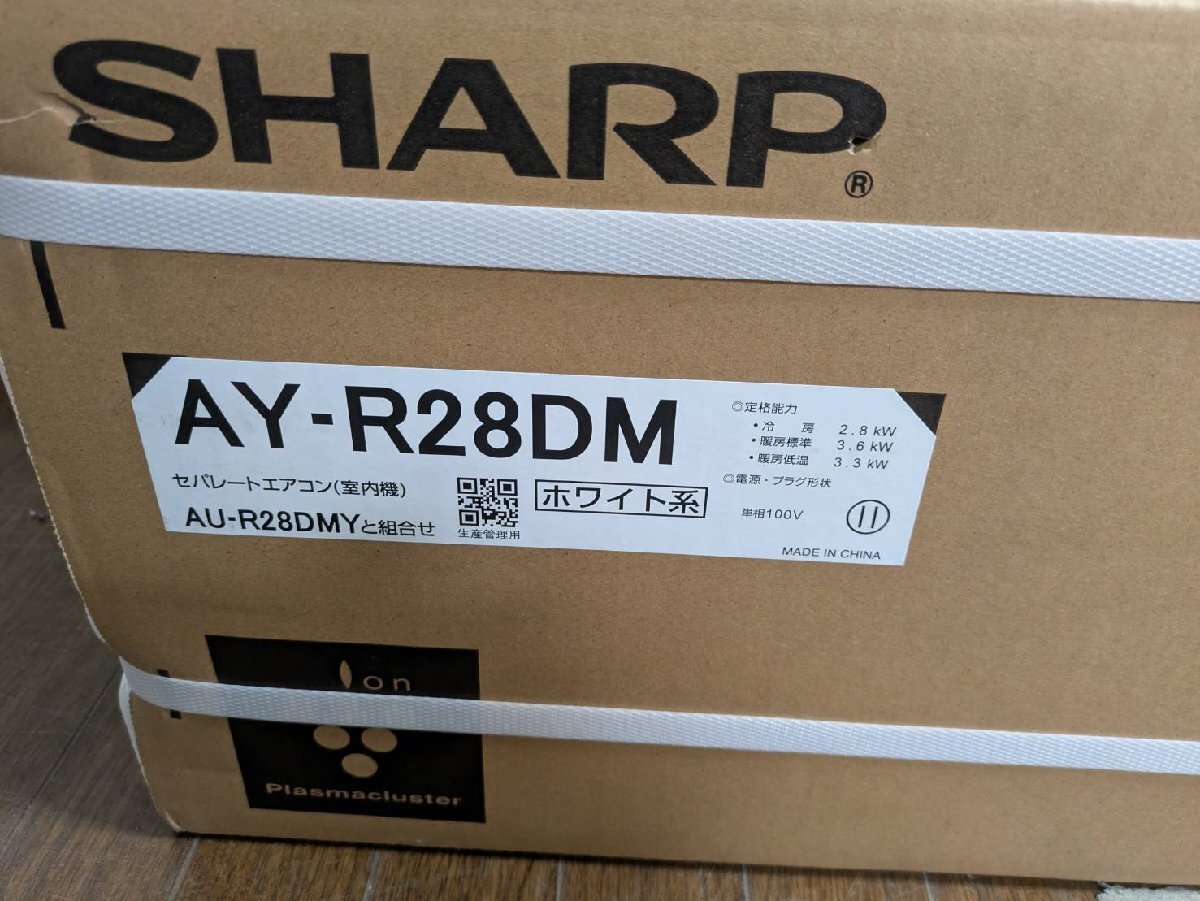 SHARP®
AY-R28DM
セパレートエアコン(室内機)
AU-R28DMYと組合せ
生産管理用
ホワイト系
◎定格能力
・冷 房 2.8 kW
・暖房標準 3.6 kW
・暖房低温 3.3 kW
◎電源・プラグ形状
単相100V
MADE IN CHINA
Ion
Plasmacluster